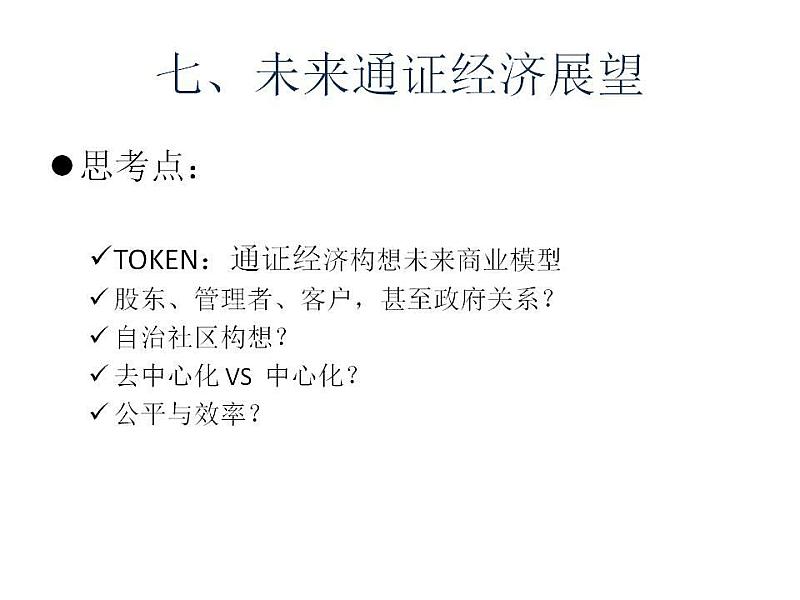 七、未来通证经济展望
●思考点：
✓TOKEN：通证经济构想未来商业模型
✓股东、管理者、客户，甚至政府关系？
✓自治社区构想？
✓去中心化 VS 中心化？
✓公平与效率？